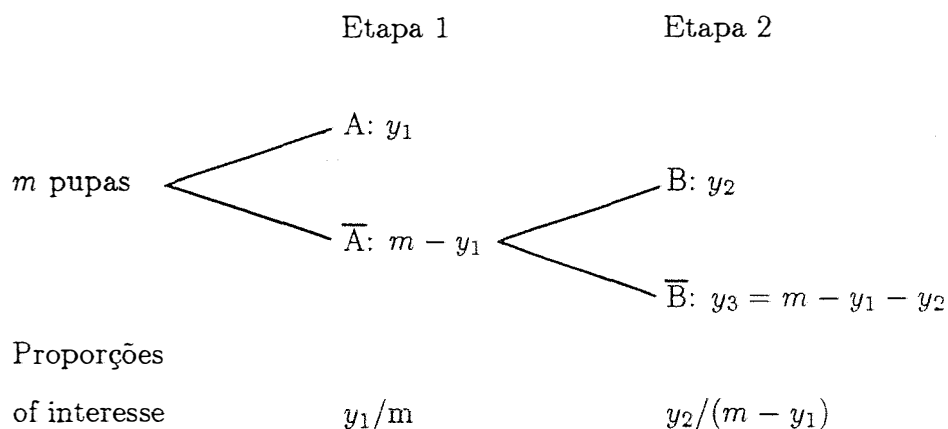 Etapa 1 Etapa 2
A: y₁
m pupas B: y₂
A̅: m − y₁
B̅: y₃ = m − y₁ − y₂
Proporções
of interesse y₁/m y₂/(m − y₁)